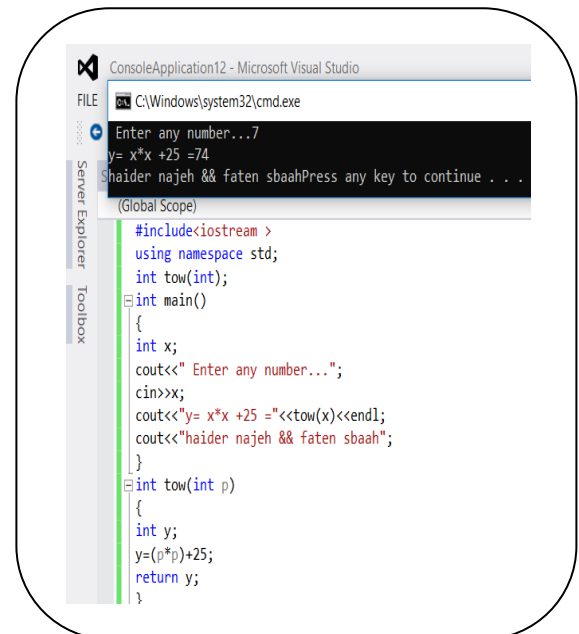 ConsoleApplication12 - Microsoft Visual Studio
FILE
C:\Windows\system32\cmd.exe
Enter any number...7
y= x*x +25 =74
haider najeh && faten sbaahPress any key to continue . . .
Server Explorer
Toolbox
(Global Scope)
#include<iostream >
using namespace std;
int tow(int);
int main()
{
int x;
cout<<" Enter any number...";
cin>>x;
cout<<"y= x*x +25 ="<<tow(x)<<endl;
cout<<"haider najeh && faten sbaah";
}
int tow(int p)
{
int y;
y=(p*p)+25;
return y;
}